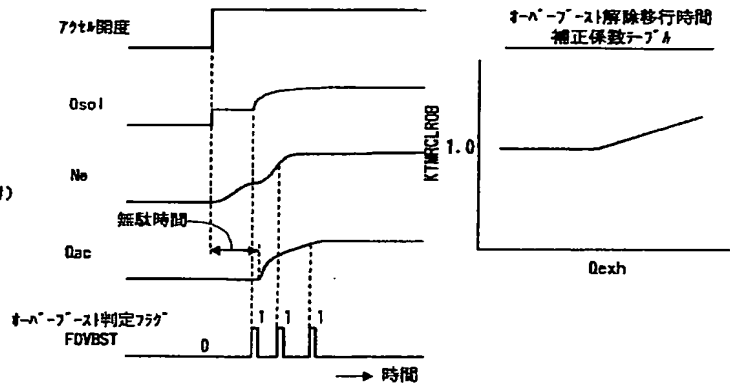 アクセル開度
Qsol
Ne
無駄時間
Qac
オーバーブースト判定フラグ
FOVBST
0
1
1
1
→ 時間
オーバーブースト解除移行時間
補正係数テーブル
KTMRCLROB
1.0
Qexh